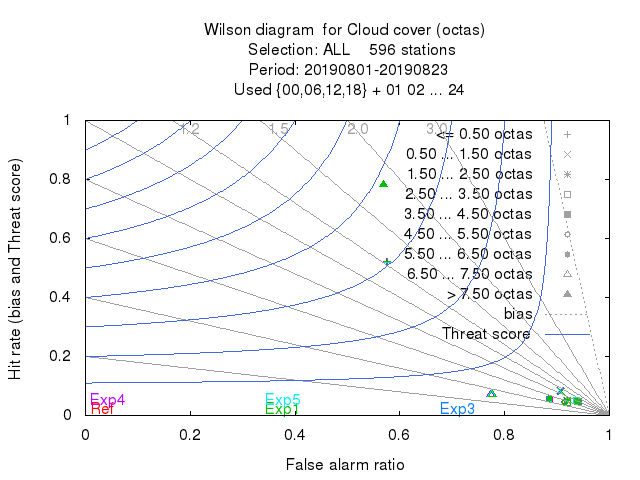 Wilson diagram  for Cloud cover (octas)
Selection: ALL    596 stations
Period: 20190801-20190823
Used {00,06,12,18} + 01 02 ... 24
1.2 1.5 2.0 3.0
<= 0.50 octas
0.50 ... 1.50 octas
1.50 ... 2.50 octas
2.50 ... 3.50 octas
3.50 ... 4.50 octas
4.50 ... 5.50 octas
5.50 ... 6.50 octas
6.50 ... 7.50 octas
> 7.50 octas
bias
Threat score
1
0.8
0.6
0.4
0.2
0
Hit rate (bias and Threat score)
Exp4 Exp5
Ref Exp1 Exp3
0 0.2 0.4 0.6 0.8 1
False alarm ratio